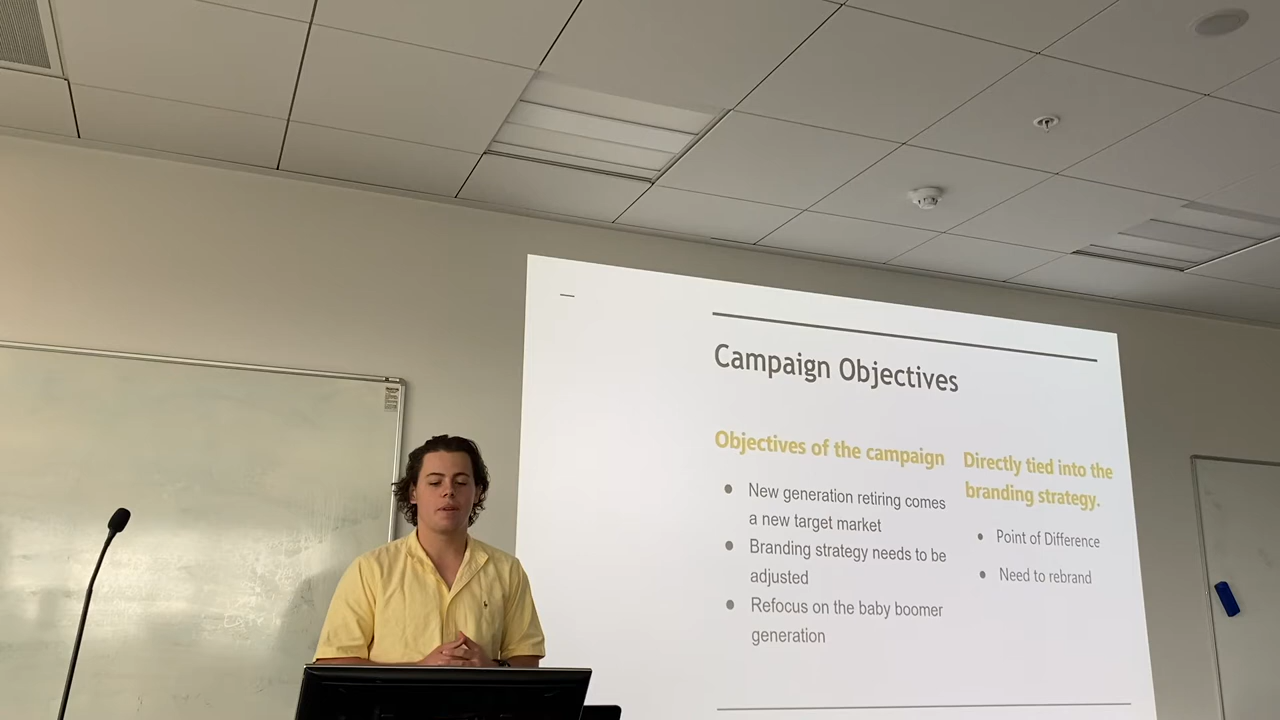 Campaign Objectives
Objectives of the campaign
New generation retiring comes
a new target market
Branding strategy needs to be
adjusted
Refocus on the baby boomer
generation
Directly tied into the
branding strategy.
Point of Difference
Need to rebrand